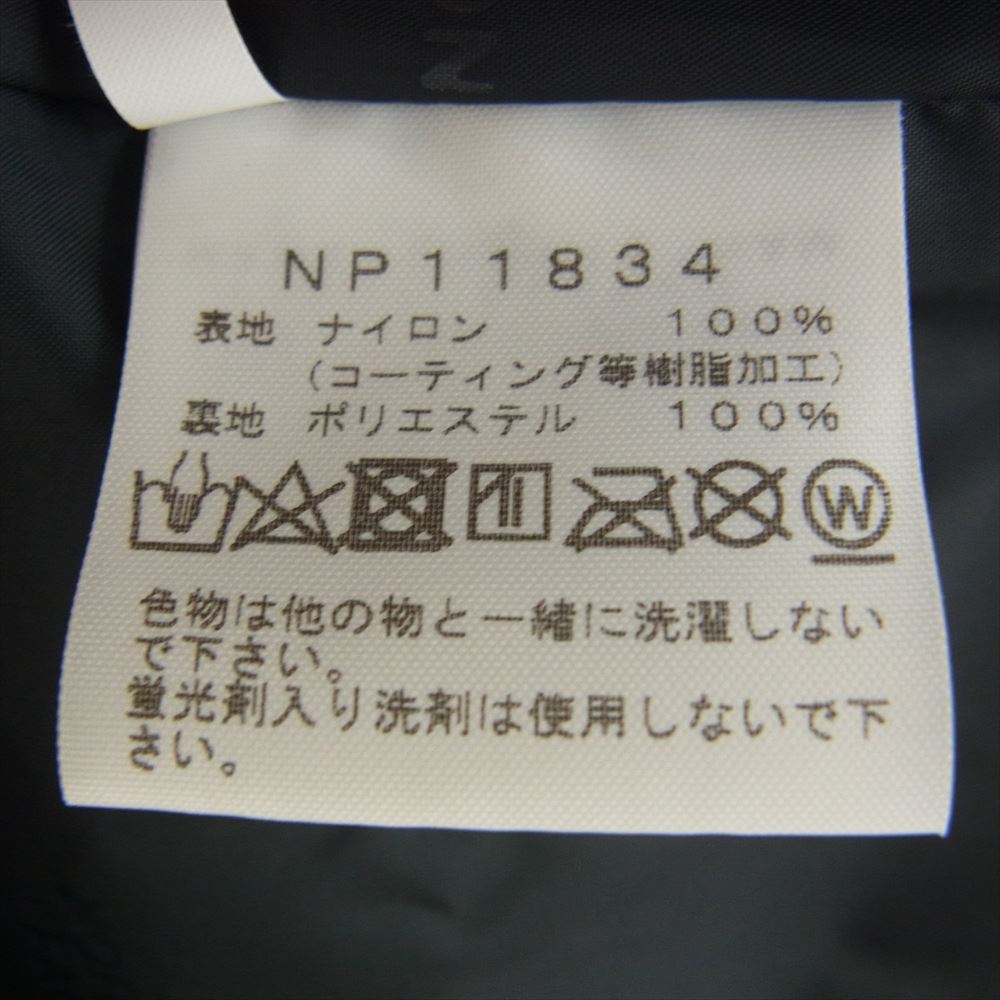 NP11834
表地 ナイロン 100%
(コーティング等樹脂加工)
裏地 ポリエステル 100%
W
色物は他の物と一緒に洗濯しない
で下さい。
蛍光剤入り洗剤は使用しないで下
さい。